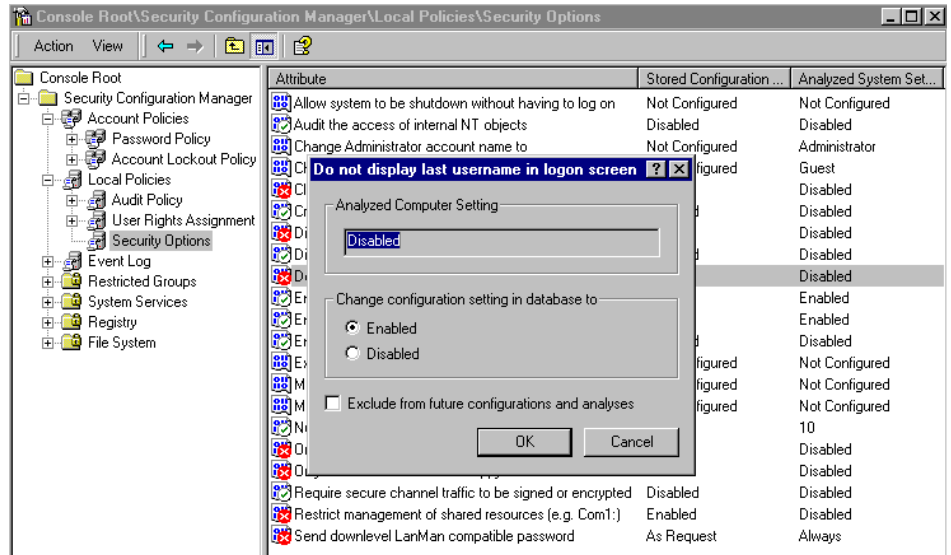 Console Root\Security Configuration Manager\Local Policies\Security Options
Action View
Console Root
Security Configuration Manager
Account Policies
Password Policy
Account Lockout Policy
Local Policies
Audit Policy
User Rights Assignment
Security Options
Event Log
Restricted Groups
System Services
Registry
File System
Attribute Stored Configuration ... Analyzed System Set...
Allow system to be shutdown without having to log on Not Configured Not Configured
Audit the access of internal NT objects Disabled Disabled
Change Administrator account name to Not Configured Administrator
Guest
Disabled
Disabled
Disabled
Disabled
Disabled
Enabled
Enabled
Disabled
Not Configured
Not Configured
Not Configured
10
Disabled
Disabled
Require secure channel traffic to be signed or encrypted Disabled Disabled
Restrict management of shared resources (e.g. Com1:) Enabled Disabled
Send downlevel LanMan compatible password As Request Always
Do not display last username in logon screen
Analyzed Computer Setting
Disabled
Change configuration setting in database to
Enabled
Disabled
Exclude from future configurations and analyses
OK Cancel